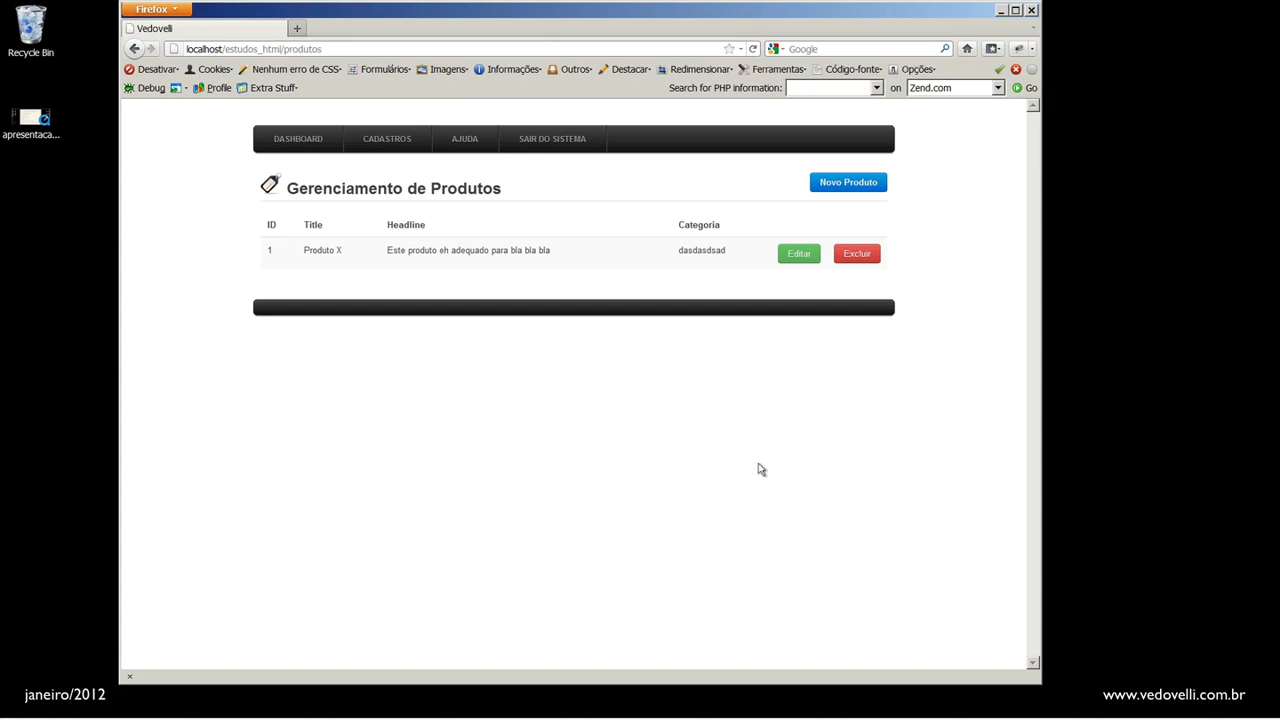 Firefox
Vedovelli
localhost/estudos_html/produtos
Google
Desativar Cookies Nenhum erro de CSS Formulários Imagens Informações Outros Destacar Redimensionar Ferramentas Código-fonte Opções
Debug Profile Extra Stuff Search for PHP information: on Zend.com Go
Recycle Bin
apresentaca...
DASHBOARD CADASTROS AJUDA SAIR DO SISTEMA
Gerenciamento de Produtos
Novo Produto
ID Title Headline Categoria
1 Produto X Este produto eh adequado para bla bla bla dasdasdsad Editar Excluir
janeiro/2012
www.vedovelli.com.br